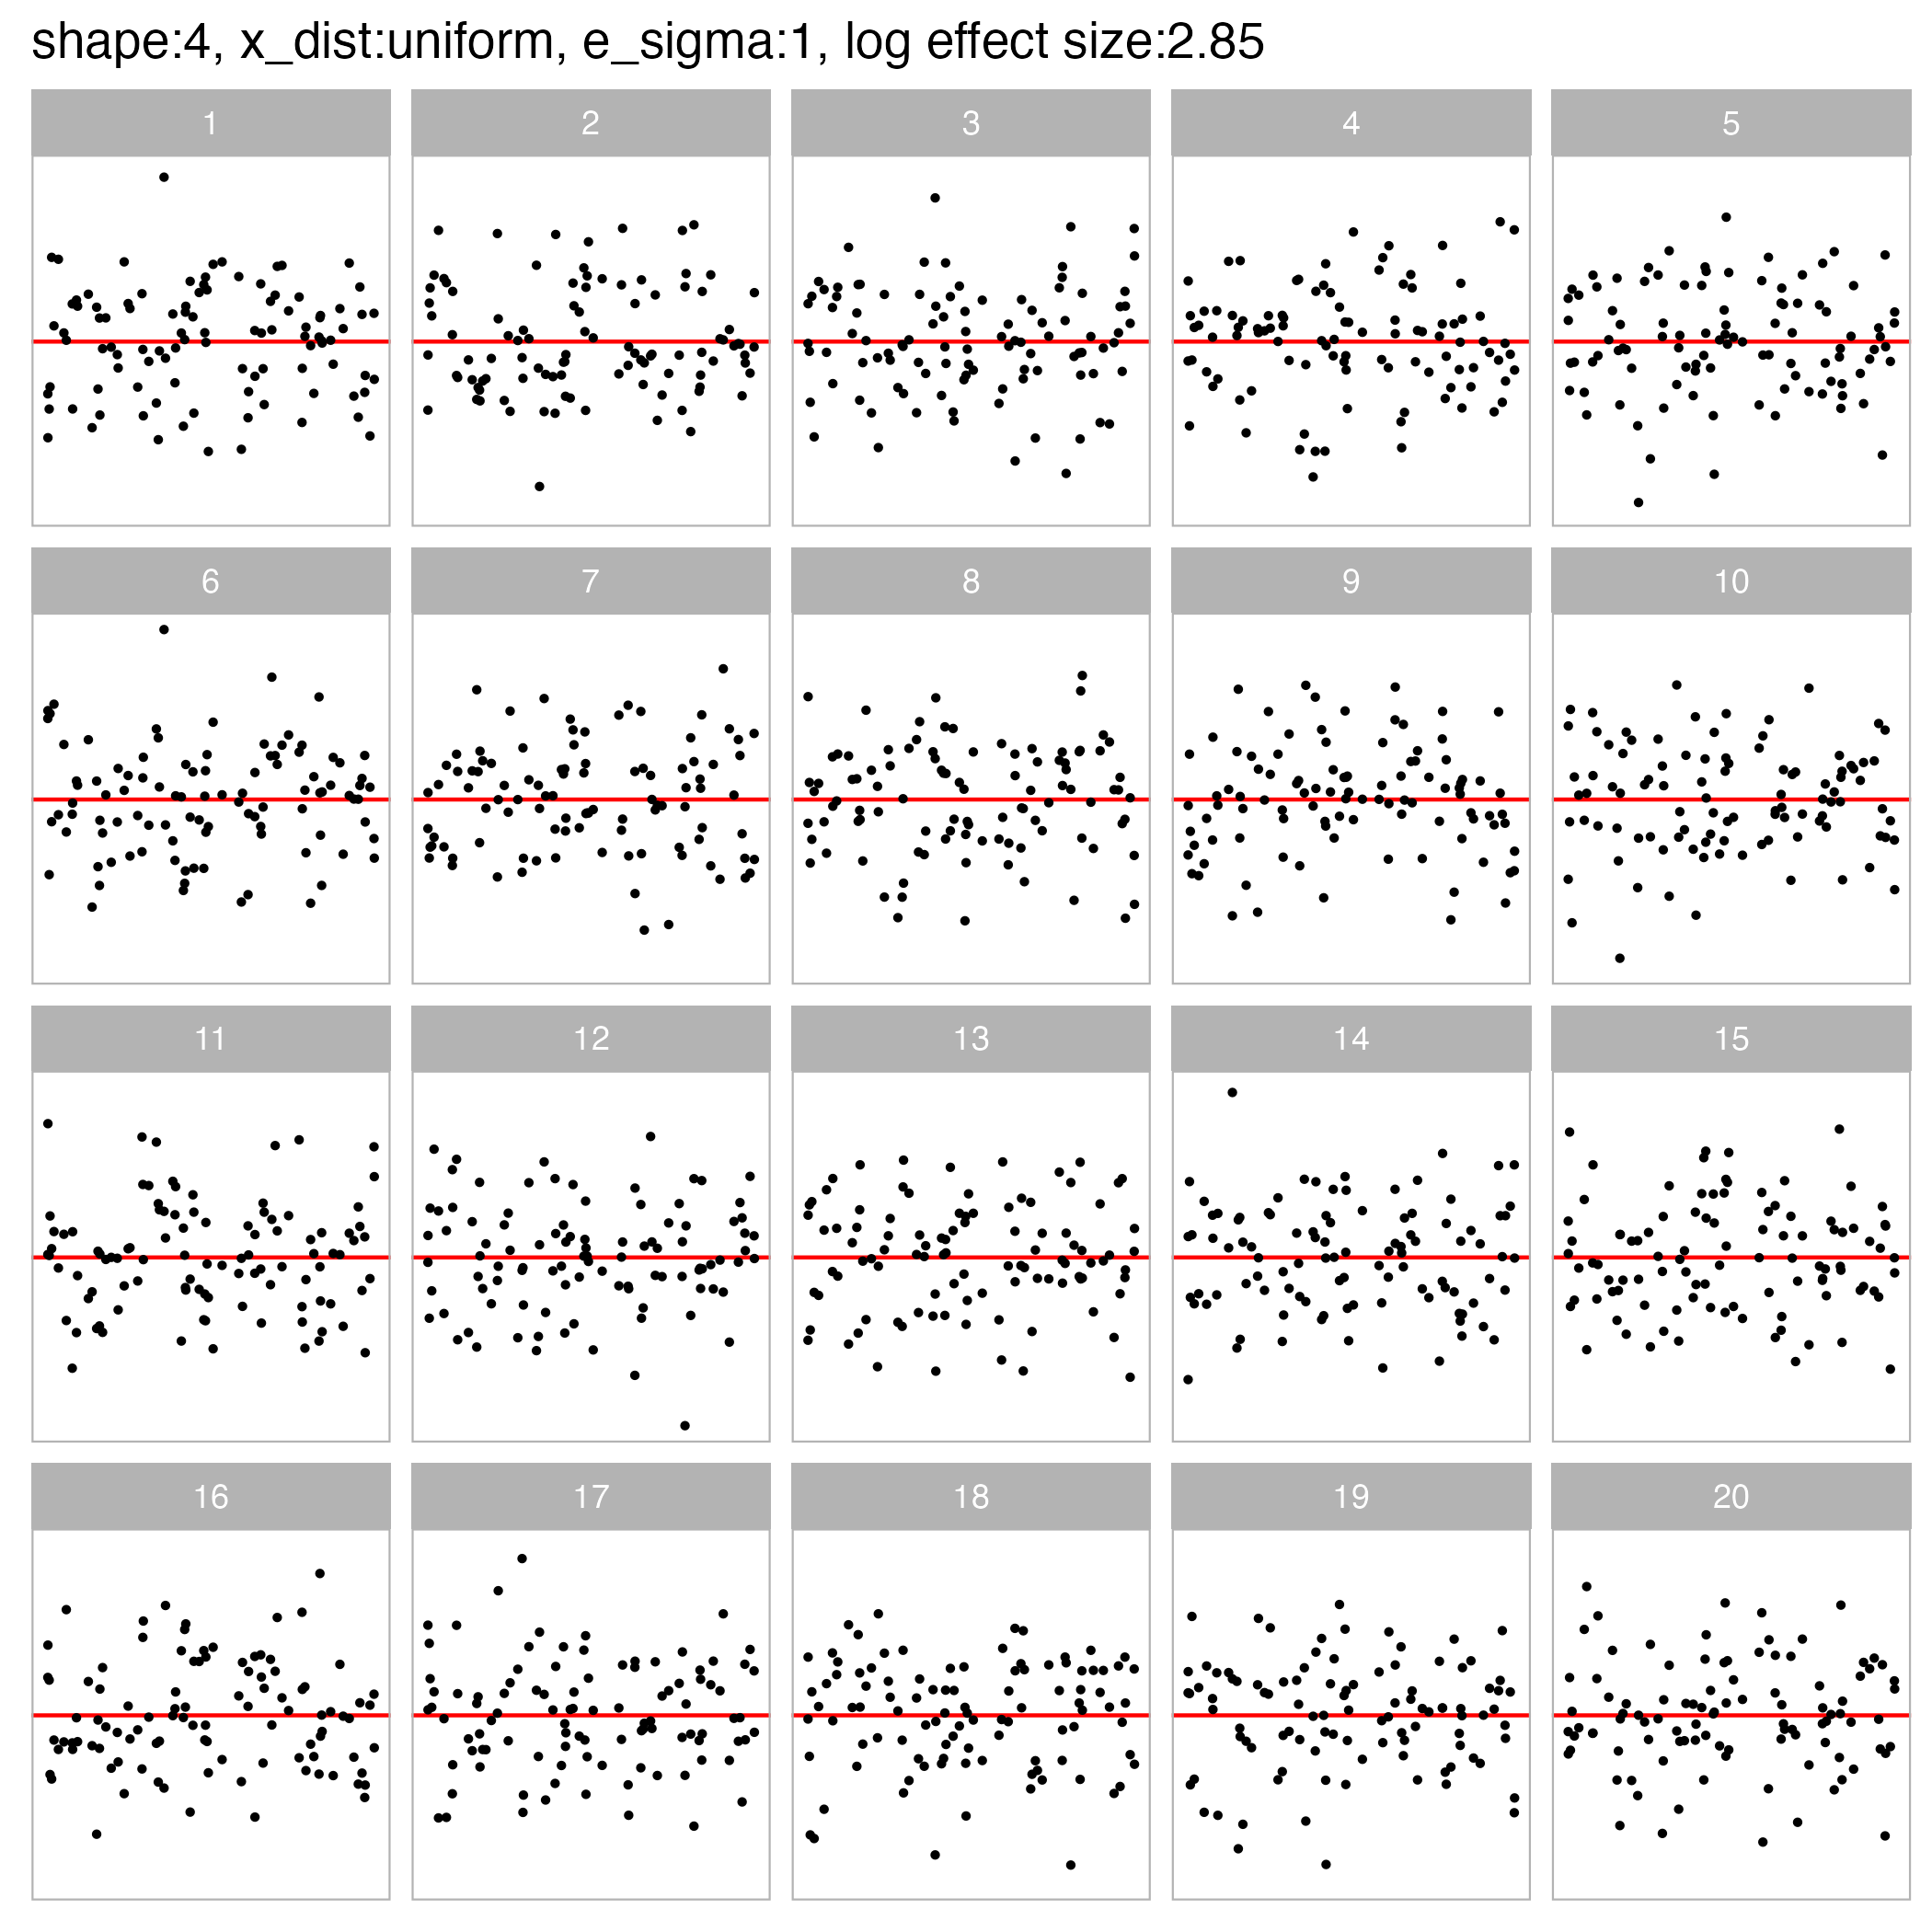 shape:4, x_dist:uniform, e_sigma:1, log effect size:2.85
1 2 3 4 5
6 7 8 9 10
11 12 13 14 15
16 17 18 19 20